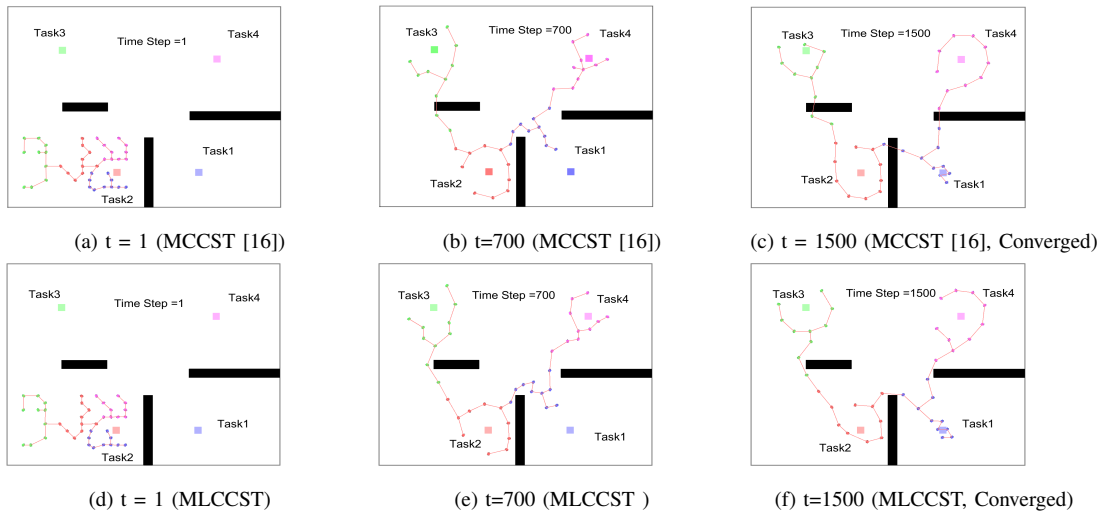 Task3
Time Step =1
Task4
Task1
Task2
(a) t = 1 (MCCST [16])
Task3
Time Step =700
Task4
Task1
Task2
(b) t=700 (MCCST [16])
Task3
Time Step =1500
Task4
Task2
Task1
(c) t = 1500 (MCCST [16], Converged)
Task3
Time Step =1
Task4
Task1
Task2
(d) t = 1 (MLCCST)
Task3
Time Step =700
Task4
Task1
Task2
(e) t=700 (MLCCST )
Task3
Time Step =1500
Task4
Task1
Task2
(f) t=1500 (MLCCST, Converged)